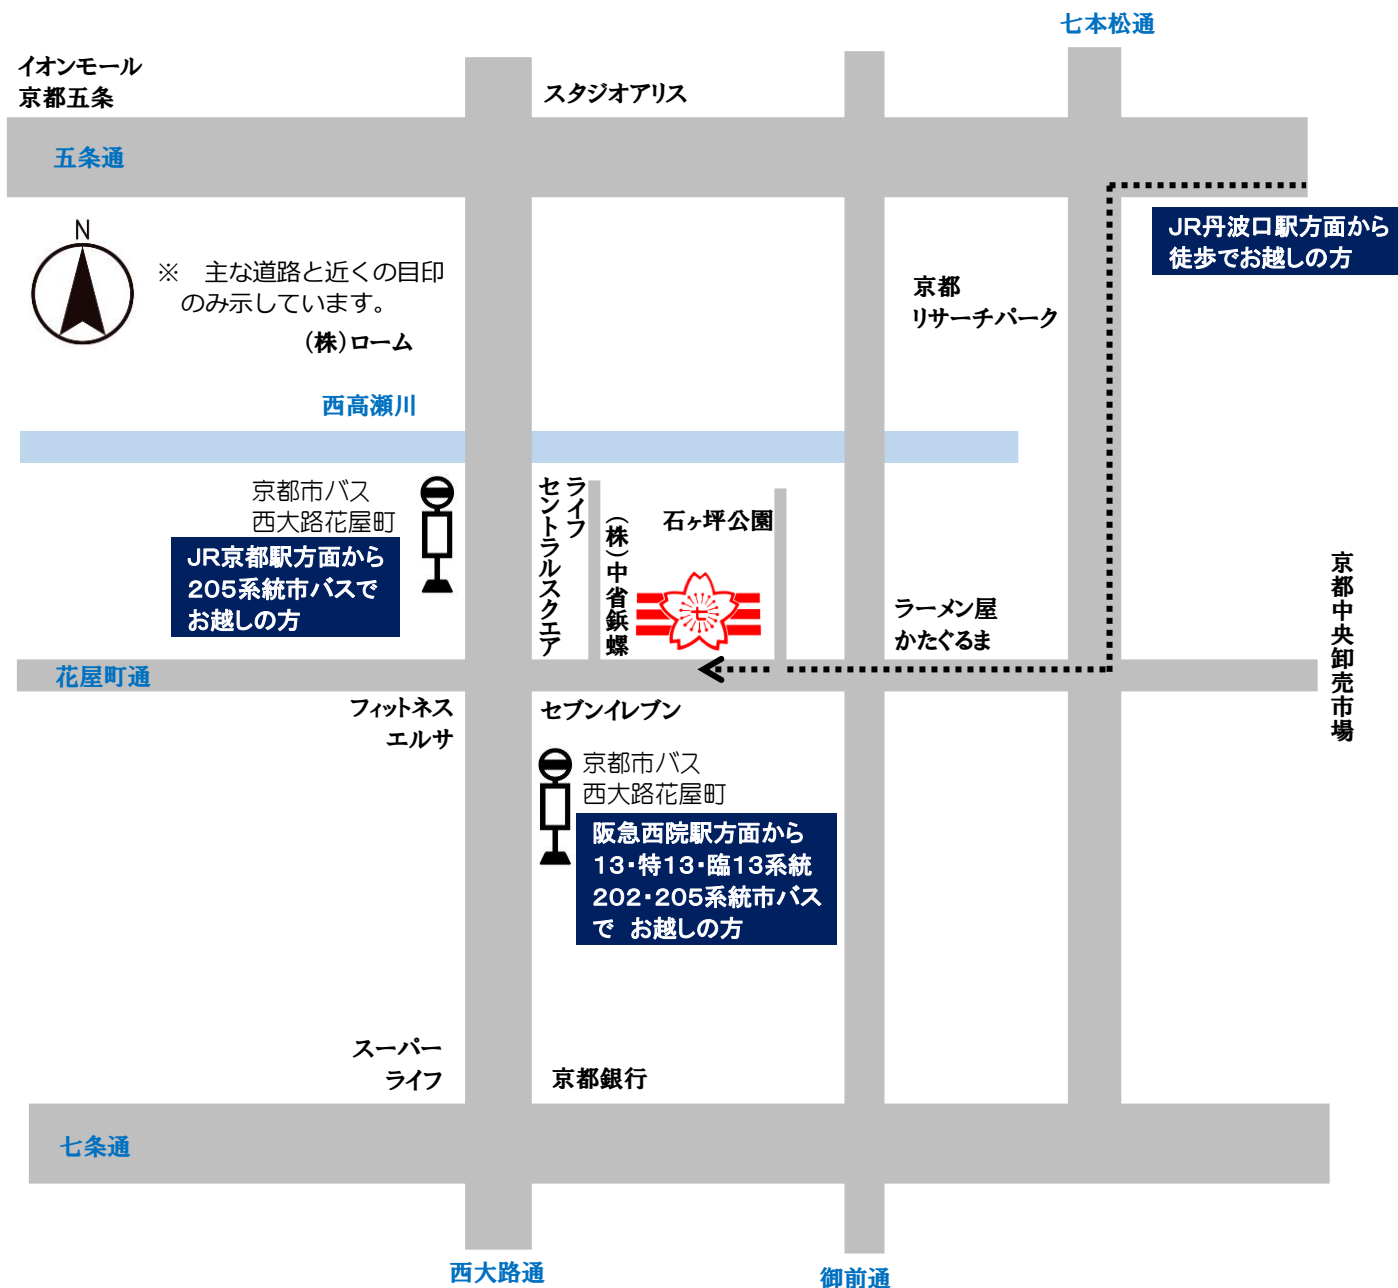 七本松通
イオンモール
京都五条
スタジオアリス
五条通
JR丹波口駅方面から
徒歩でお越しの方
N
※　主な道路と近くの目印
のみ示しています。
(株)ローム
京都
リサーチパーク
西高瀬川
京都市バス
西大路花屋町
JR京都駅方面から
205系統市バスで
お越しの方
ライフ
セントラルスクエア
(株)中省鋲螺
石ヶ坪公園
七
ラーメン屋
かたぐるま
京都中央卸売市場
花屋町通
フィットネス
エルサ
セブンイレブン
京都市バス
西大路花屋町
阪急西院駅方面から
13・特13・臨13系統
202・205系統市バス
で　お越しの方
スーパー
ライフ
京都銀行
七条通
西大路通
御前通